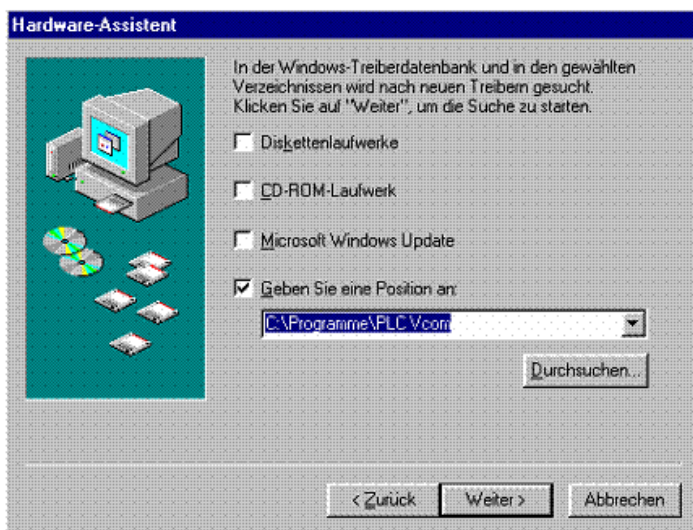 Hardware-Assistent
In der Windows-Treiberdatenbank und in den gewählten
Verzeichnissen wird nach neuen Treibern gesucht.
Klicken Sie auf "Weiter", um die Suche zu starten.
Diskettenlaufwerke
CD-ROM-Laufwerk
Microsoft Windows Update
Geben Sie eine Position an:
C:\Programme\PLC Vcom
Durchsuchen...
< Zurück
Weiter >
Abbrechen